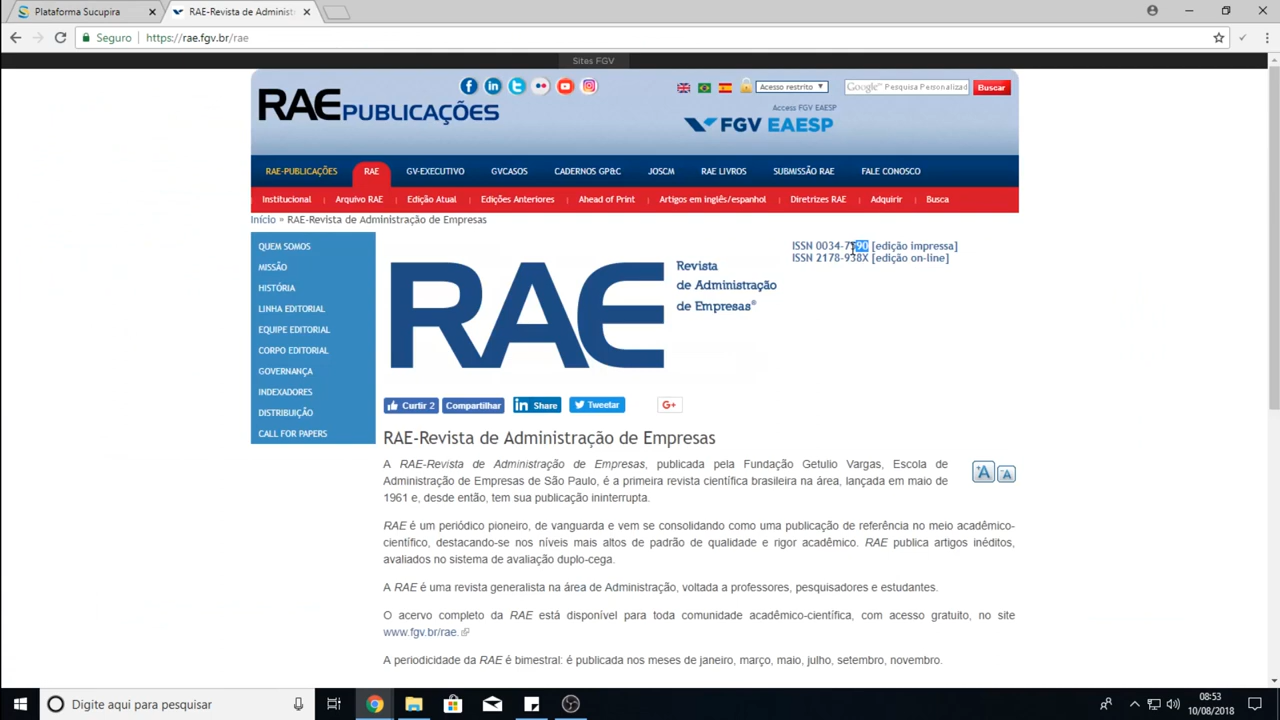 Plataforma Sucupira
RAE-Revista de Administ
Seguro https://rae.fgv.br/rae
Sites FGV
RAE PUBLICAÇÕES
Acesso restrito
Google Pesquisa Personalizad
Buscar
Access FGV EAESP
FGV EAESP
RAE-PUBLICAÇÕES RAE GV-EXECUTIVO GVCASOS CADERNOS GP&C JOSCM RAE LIVROS SUBMISSÃO RAE FALE CONOSCO
Institucional Arquivo RAE Edição Atual Edições Anteriores Ahead of Print Artigos em inglês/espanhol Diretrizes RAE Adquirir Busca
Início » RAE-Revista de Administração de Empresas
QUEM SOMOS
MISSÃO
HISTÓRIA
LINHA EDITORIAL
EQUIPE EDITORIAL
CORPO EDITORIAL
GOVERNANÇA
INDEXADORES
DISTRIBUIÇÃO
CALL FOR PAPERS
RAE
Revista
de Administração
de Empresas®
ISSN [edição impressa]
ISSN 2178-938X [edição on-line]
Curtir 2 Compartilhar in Share Tweetar G+
RAE-Revista de Administração de Empresas
A RAE-Revista de Administração de Empresas, publicada pela Fundação Getulio Vargas, Escola de
Administração de Empresas de São Paulo, é a primeira revista científica brasileira na área, lançada em maio de
1961 e, desde então, tem sua publicação ininterrupta.
+A -A
RAE é um periódico pioneiro, de vanguarda e vem se consolidando como uma publicação de referência no meio acadêmico-
científico, destacando-se nos níveis mais altos de padrão de qualidade e rigor acadêmico. RAE publica artigos inéditos,
avaliados no sistema de avaliação duplo-cega.
A RAE é uma revista generalista na área de Administração, voltada a professores, pesquisadores e estudantes.
O acervo completo da RAE está disponível para toda comunidade acadêmico-científica, com acesso gratuito, no site
www.fgv.br/rae.
A periodicidade da RAE é bimestral: é publicada nos meses de janeiro, março, maio, julho, setembro, novembro.
Digite aqui para pesquisar
08:53
10/08/2018